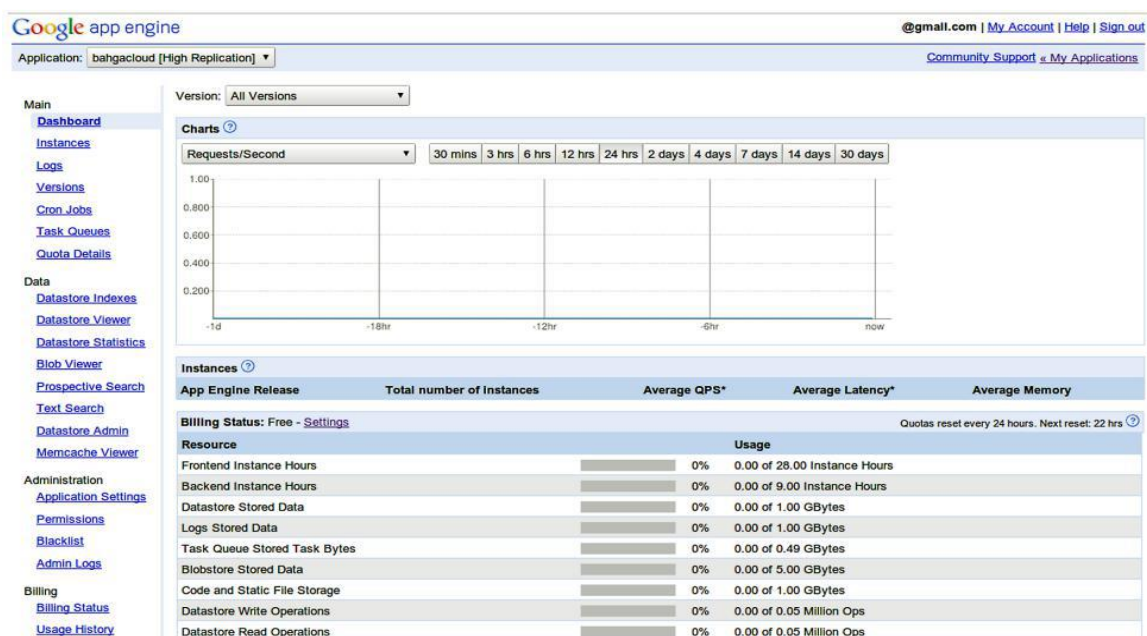 Google app engine
@gmail.com | My Account | Help | Sign out
Application: bahgacloud [High Replication] ▼
Community Support « My Applications
Main
Dashboard
Instances
Logs
Versions
Cron Jobs
Task Queues
Quota Details
Data
Datastore Indexes
Datastore Viewer
Datastore Statistics
Blob Viewer
Prospective Search
Text Search
Datastore Admin
Memcache Viewer
Administration
Application Settings
Permissions
Blacklist
Admin Logs
Billing
Billing Status
Usage History
Version: All Versions ▼
Charts ?
Requests/Second ▼ 30 mins 3 hrs 6 hrs 12 hrs 24 hrs 2 days 4 days 7 days 14 days 30 days
1.00
0.800
0.600
0.400
0.200
-1d -18hr -12hr -6hr now
Instances ?
App Engine Release Total number of Instances Average QPS* Average Latency* Average Memory
Billing Status: Free - Settings Quotas reset every 24 hours. Next reset: 22 hrs ?
Resource Usage
Frontend Instance Hours 0% 0.00 of 28.00 Instance Hours
Backend Instance Hours 0% 0.00 of 9.00 Instance Hours
Datastore Stored Data 0% 0.00 of 1.00 GBytes
Logs Stored Data 0% 0.00 of 1.00 GBytes
Task Queue Stored Task Bytes 0% 0.00 of 0.49 GBytes
Blobstore Stored Data 0% 0.00 of 5.00 GBytes
Code and Static File Storage 0% 0.00 of 1.00 GBytes
Datastore Write Operations 0% 0.00 of 0.05 Million Ops
Datastore Read Operations 0% 0.00 of 0.05 Million Ops